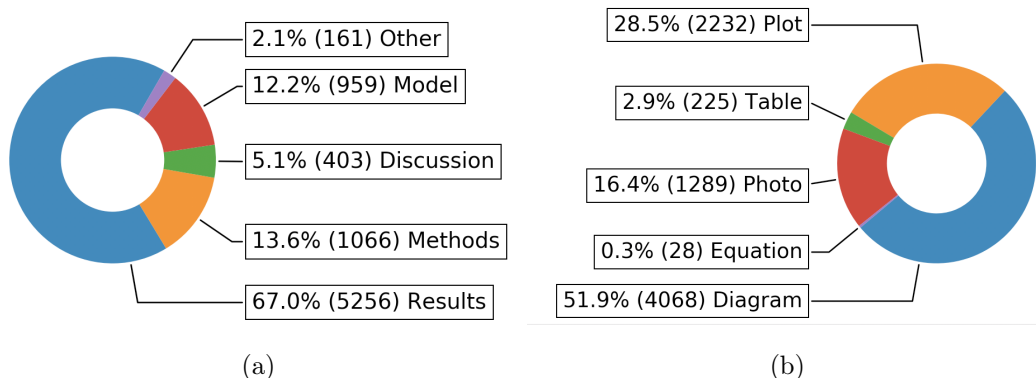 2.1% (161) Other
12.2% (959) Model
5.1% (403) Discussion
13.6% (1066) Methods
67.0% (5256) Results
(a)
28.5% (2232) Plot
2.9% (225) Table
16.4% (1289) Photo
0.3% (28) Equation
51.9% (4068) Diagram
(b)